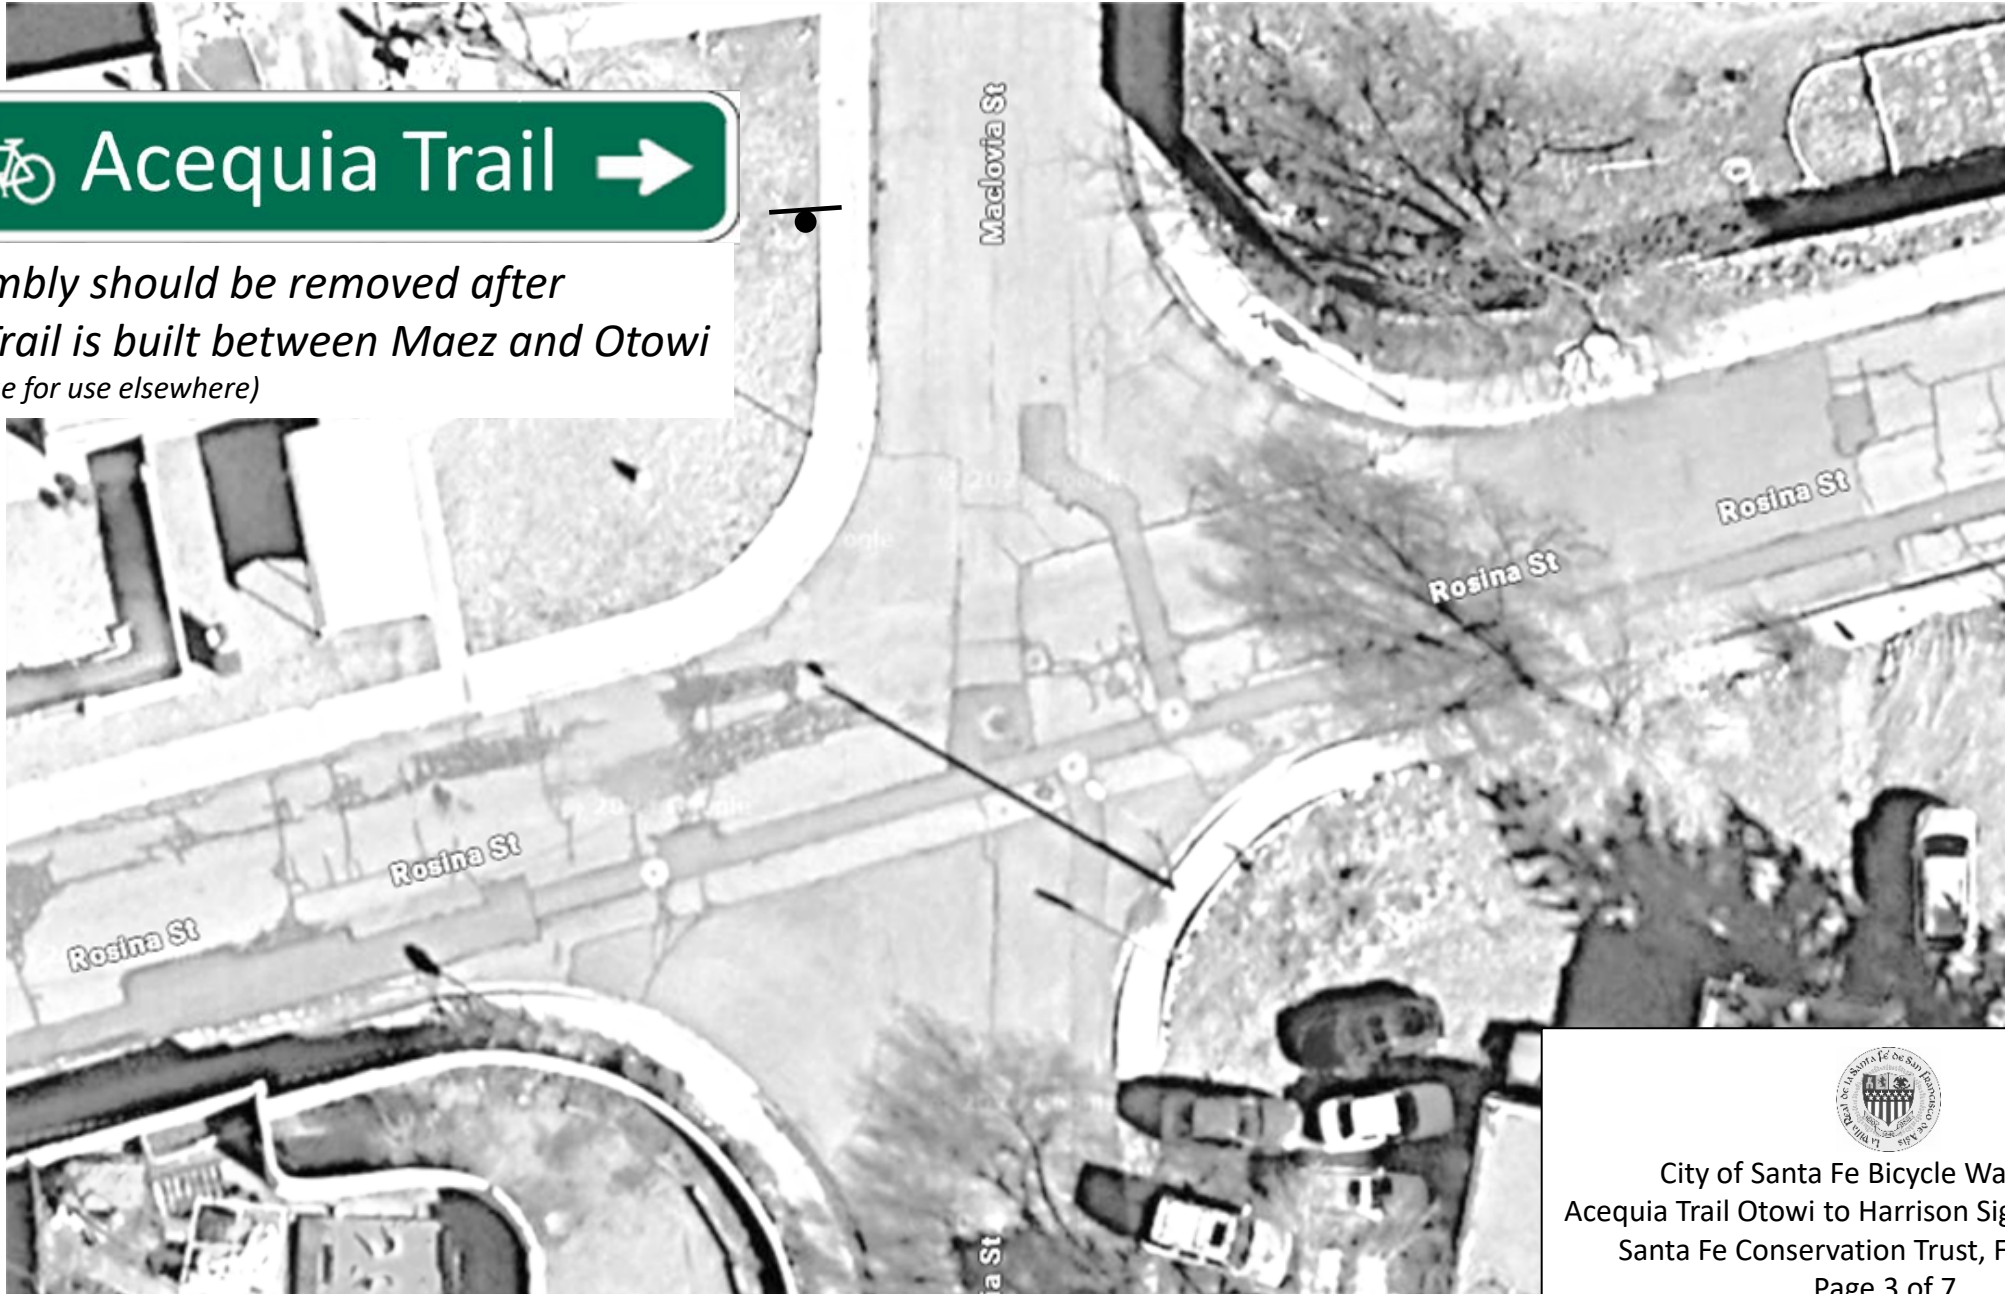 Acequia Trail
Maclovia St
mbly should be removed after
rail is built between Maez and Otowi
e for use elsewhere)
Rosina St
Rosina St
Rosina St
Rosina St
ia St
City of Santa Fe Bicycle Wa
Acequia Trail Otowi to Harrison Sig
Santa Fe Conservation Trust, F
Page 3 of 7